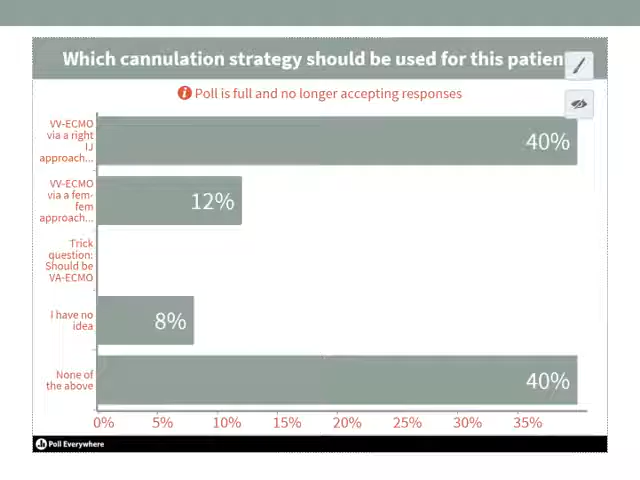 Which cannulation strategy should be used for this patien
Poll is full and no longer accepting responses
VV-ECMO
via a right
IJ
approach...
40%
VV-ECMO
via a fem-
fem
approach...
12%
Trick
question:
Should be
VA-ECMO
I have no
idea
8%
None of
the above
40%
0% 5% 10% 15% 20% 25% 30% 35%
Poll Everywhere